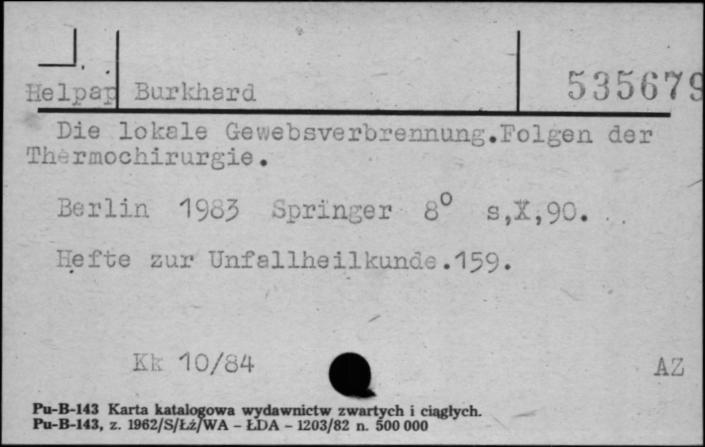 Helpap Burkhard 535679
Die lokale Gewebsverbrennung.Folgen der
Thermochirurgie.
Berlin 1983 Springer 8⁰ s,X,90.
Hefte zur Unfallheilkunde.159.
Kk 10/84 AZ
Pu-B-143 Karta katalogowa wydawnictw zwartych i ciągłych.
Pu-B-143, z. 1962/S/Łż/WA – ŁDA – 1203/82 n. 500 000